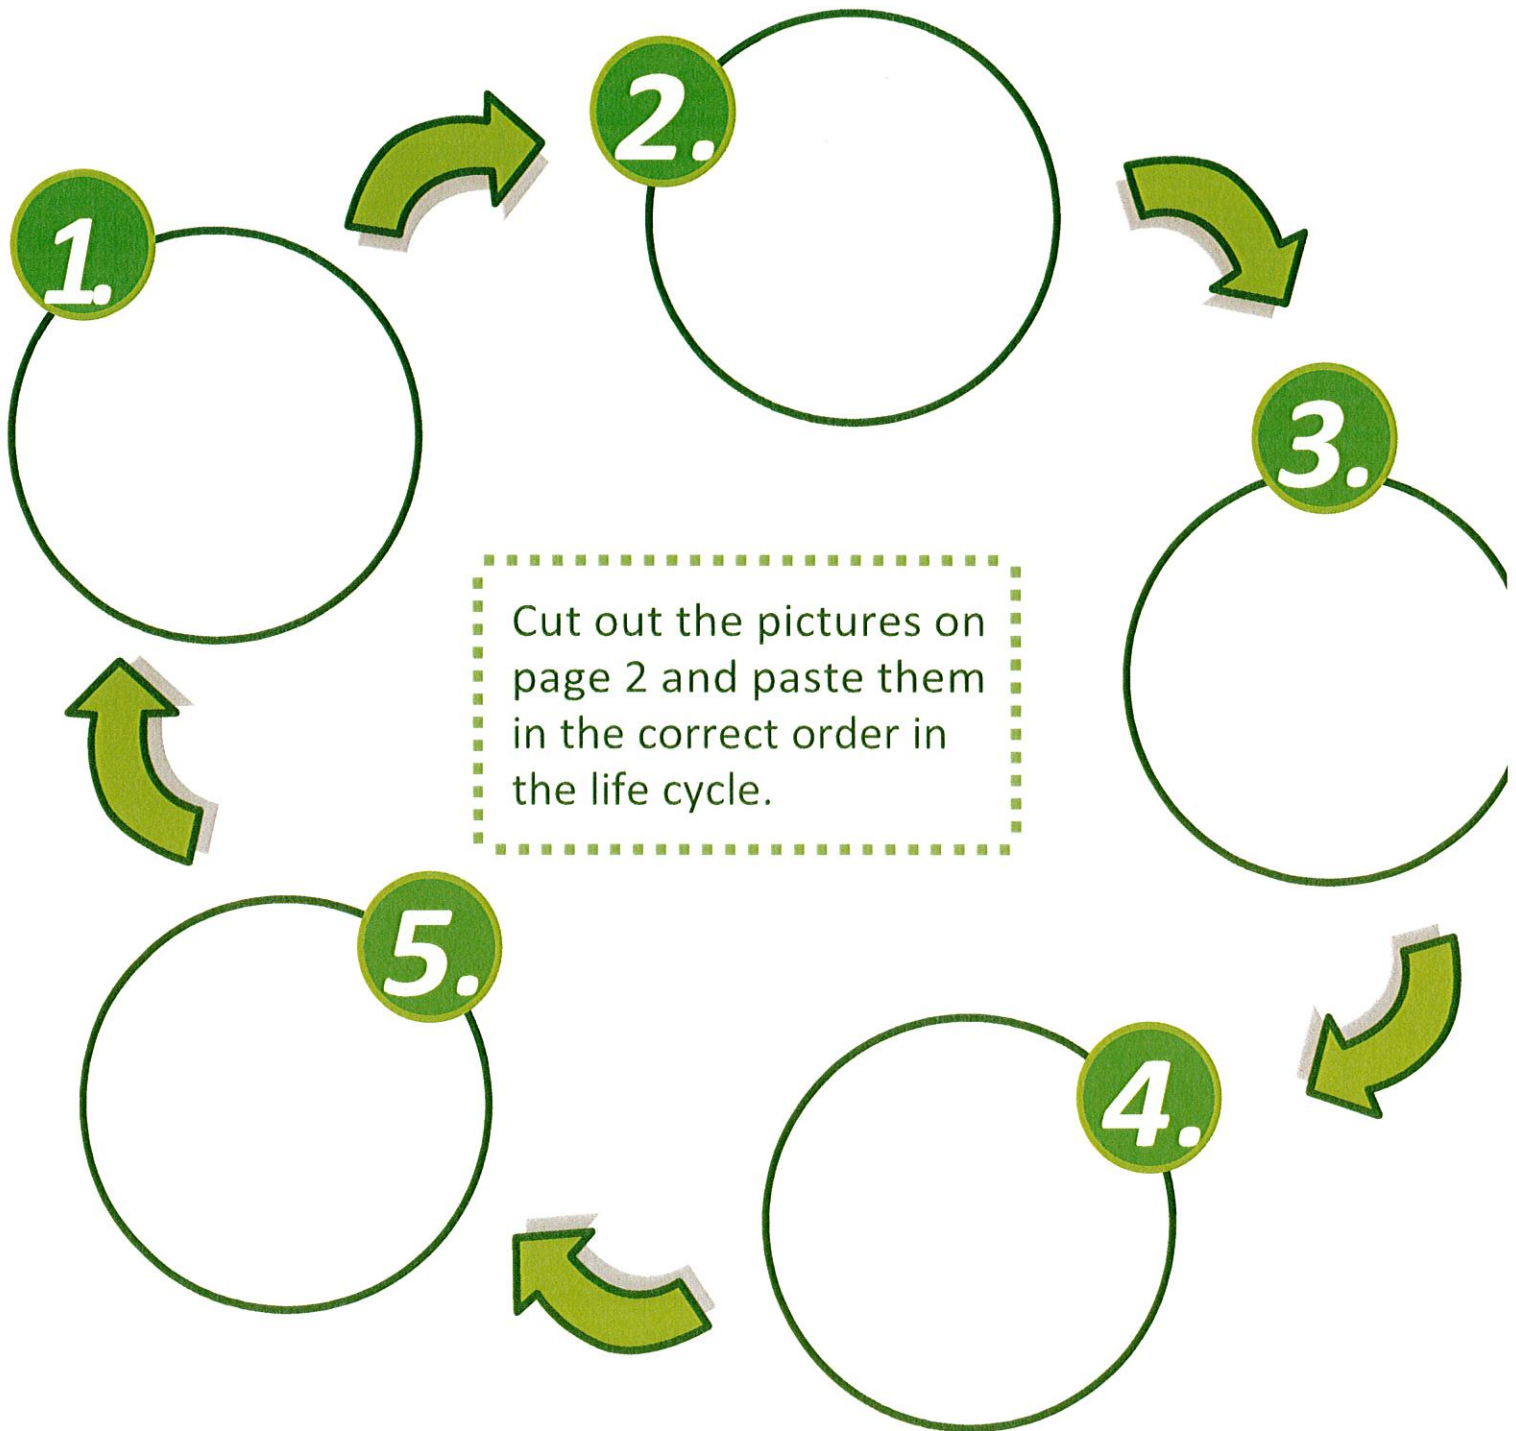 1.
2.
3.
Cut out the pictures on
page 2 and paste them
in the correct order in
the life cycle.
5.
4.